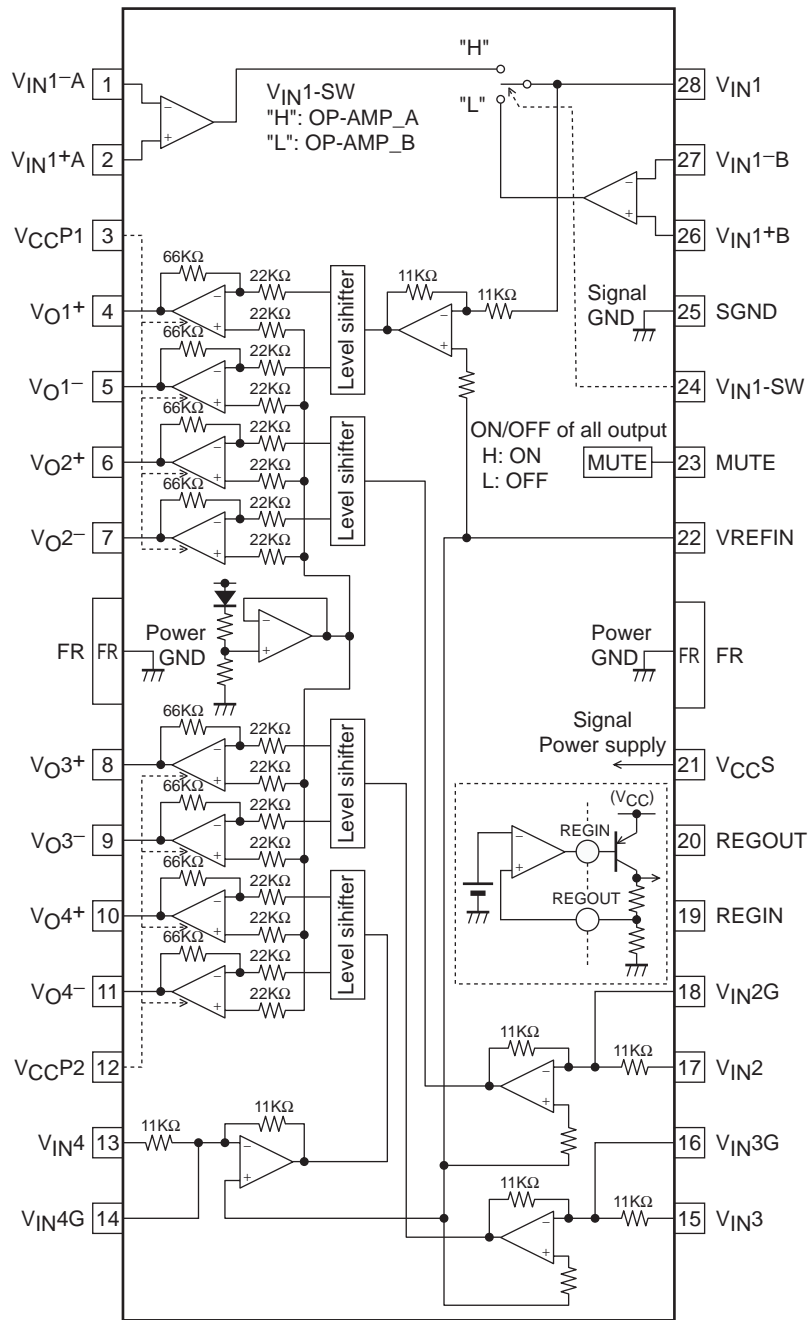 "H"
VIN1-A 1
28 VIN1
VIN1-SW
"H": OP-AMP_A
"L": OP-AMP_B
"L"
VIN1+A 2
27 VIN1-B
VCCP1 3
26 VIN1+B
66KΩ
22KΩ
11KΩ
11KΩ
Signal
GND
VO1+ 4
22KΩ
Level sihifter
25 SGND
66KΩ
22KΩ
VO1- 5
22KΩ
24 VIN1-SW
66KΩ
22KΩ
ON/OFF of all output
H: ON
L: OFF
VO2+ 6
22KΩ
Level sihifter
MUTE
23 MUTE
66KΩ
22KΩ
VO2- 7
22KΩ
22 VREFIN
FR FR
Power
GND
Power
GND
FR FR
66KΩ
22KΩ
Signal
Power supply
VO3+ 8
22KΩ
Level sihifter
21 VCCS
66KΩ
22KΩ
(VCC)
REGIN
VO3- 9
22KΩ
20 REGOUT
66KΩ
22KΩ
REGOUT
VO4+ 10
22KΩ
Level sihifter
19 REGIN
66KΩ
22KΩ
VO4- 11
22KΩ
18 VIN2G
VCCP2 12
11KΩ
11KΩ
17 VIN2
VIN4 13
11KΩ
11KΩ
16 VIN3G
VIN4G 14
11KΩ
11KΩ
15 VIN3